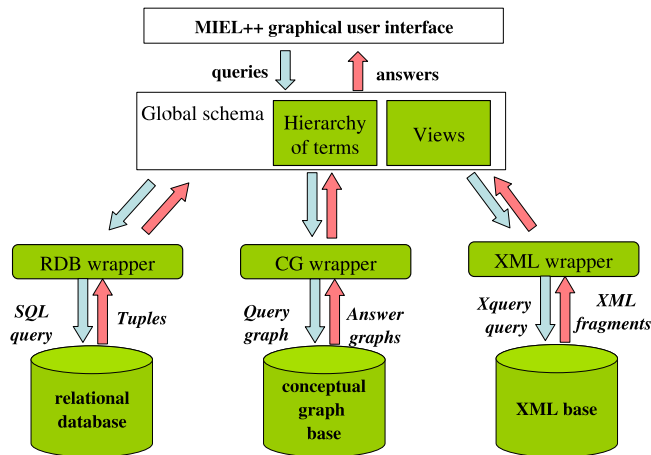 MIEL++ graphical user interface
queries
answers
Global schema
Hierarchy
of terms
Views
RDB wrapper
CG wrapper
XML wrapper
SQL
query
Tuples
Query
graph
Answer
graphs
Xquery
query
XML
fragments
relational
database
conceptual
graph
base
XML base